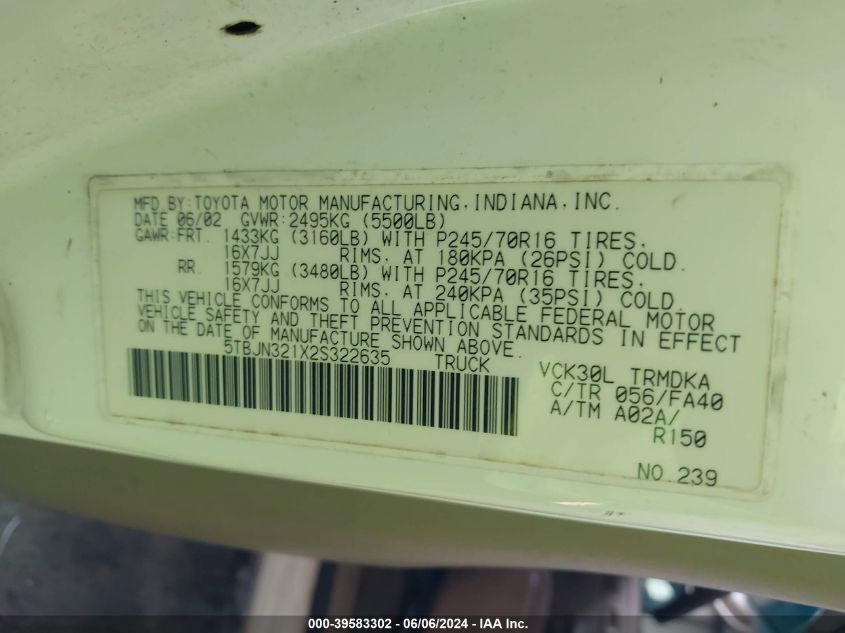 MFD.BY:TOYOTA MOTOR MANUFACTURING,INDIANA,INC.
DATE 06/02 GVWR:2495KG (5500LB)
GAWR:FRT. 1433KG (3160LB) WITH P245/70R16 TIRES.
16X7JJ RIMS. AT 180KPA (26PSI) COLD.
RR. 1579KG (3480LB) WITH P245/70R16 TIRES.
16X7JJ RIMS. AT 240KPA (35PSI) COLD.
THIS VEHICLE CONFORMS TO ALL APPLICABLE FEDERAL MOTOR
VEHICLE SAFETY AND THEFT PREVENTION STANDARDS IN EFFECT
ON THE DATE OF MANUFACTURE SHOWN ABOVE.
5TBJN321X2S322635 TRUCK
VCK30L TRMDKA
C/TR 056/FA40
A/TM A02A/
R150
NO.239
000-39583302 - 06/06/2024 - IAA Inc.